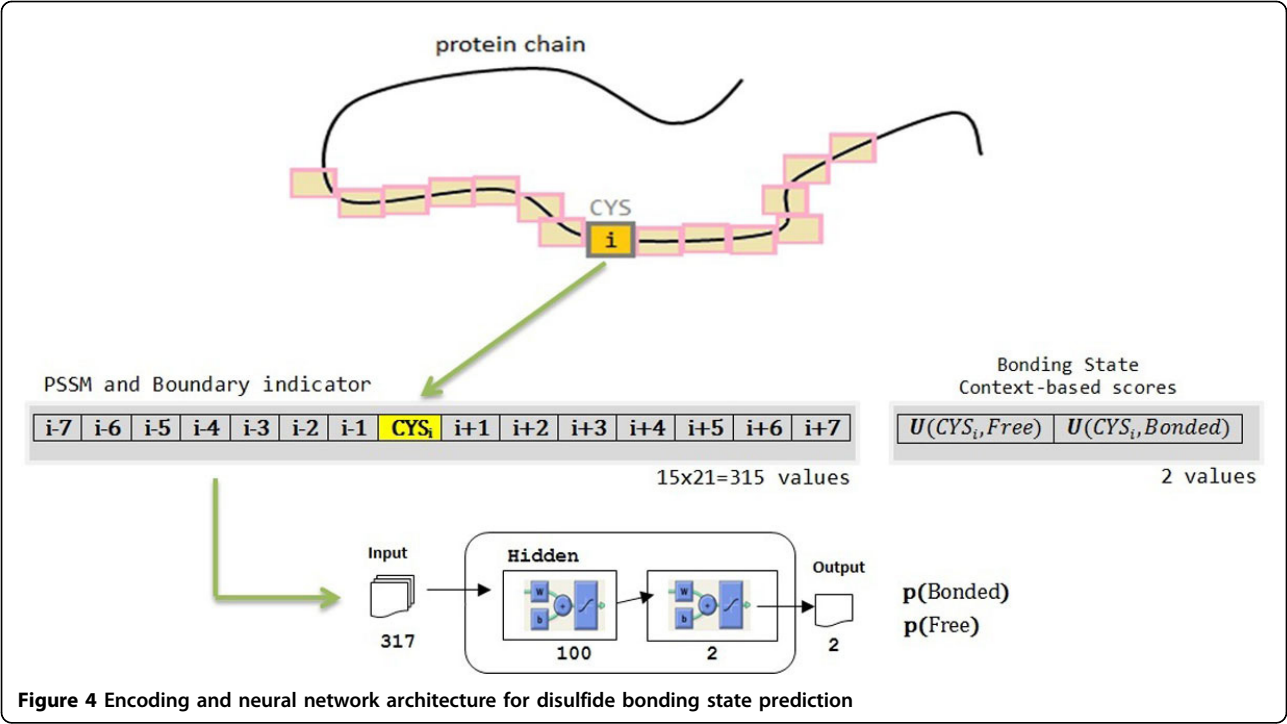 protein chain
CYS
i
PSSM and Boundary indicator
Bonding State
Context-based scores
i-7 i-6 i-5 i-4 i-3 i-2 i-1 CYSᵢ i+1 i+2 i+3 i+4 i+5 i+6 i+7
U(CYSᵢ,Free) U(CYSᵢ,Bonded)
15x21=315 values
2 values
Input
Hidden
Output
W
b
+
W
b
+
p(Bonded)
p(Free)
317
100
2
2
Figure 4 Encoding and neural network architecture for disulfide bonding state prediction